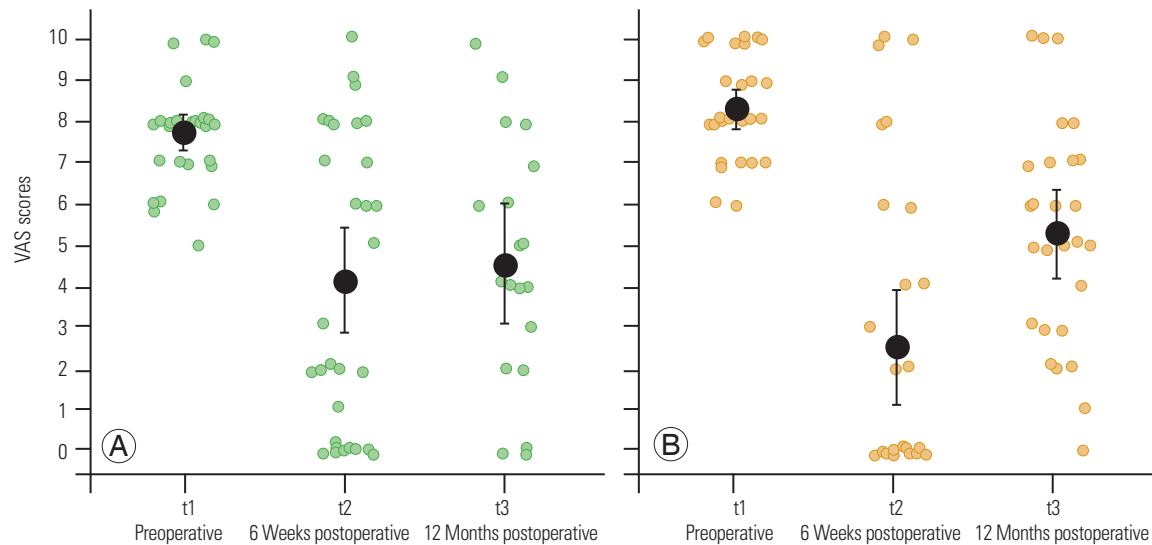 VAS scores
10
9
8
7
6
5
4
3
2
1
0
A
B
t1
t2
t3
t1
t2
t3
Preoperative
6 Weeks postoperative
12 Months postoperative
Preoperative
6 Weeks postoperative
12 Months postoperative